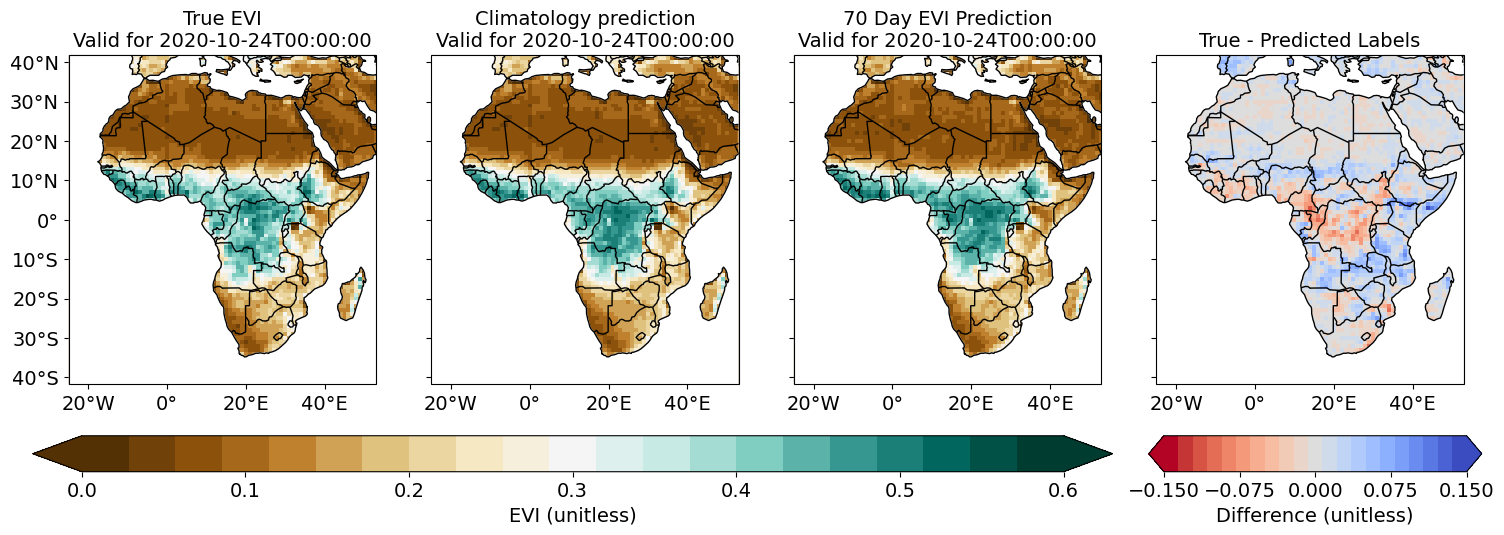 True EVI
Valid for 2020-10-24T00:00:00
Climatology prediction
Valid for 2020-10-24T00:00:00
70 Day EVI Prediction
Valid for 2020-10-24T00:00:00
True - Predicted Labels
40°N
30°N
20°N
10°N
0°
10°S
20°S
30°S
40°S
20°W 0° 20°E 40°E
20°W 0° 20°E 40°E
20°W 0° 20°E 40°E
20°W 0° 20°E 40°E
0.0 0.1 0.2 0.3 0.4 0.5 0.6
EVI (unitless)
−0.150 −0.075 0.000 0.075 0.150
Difference (unitless)